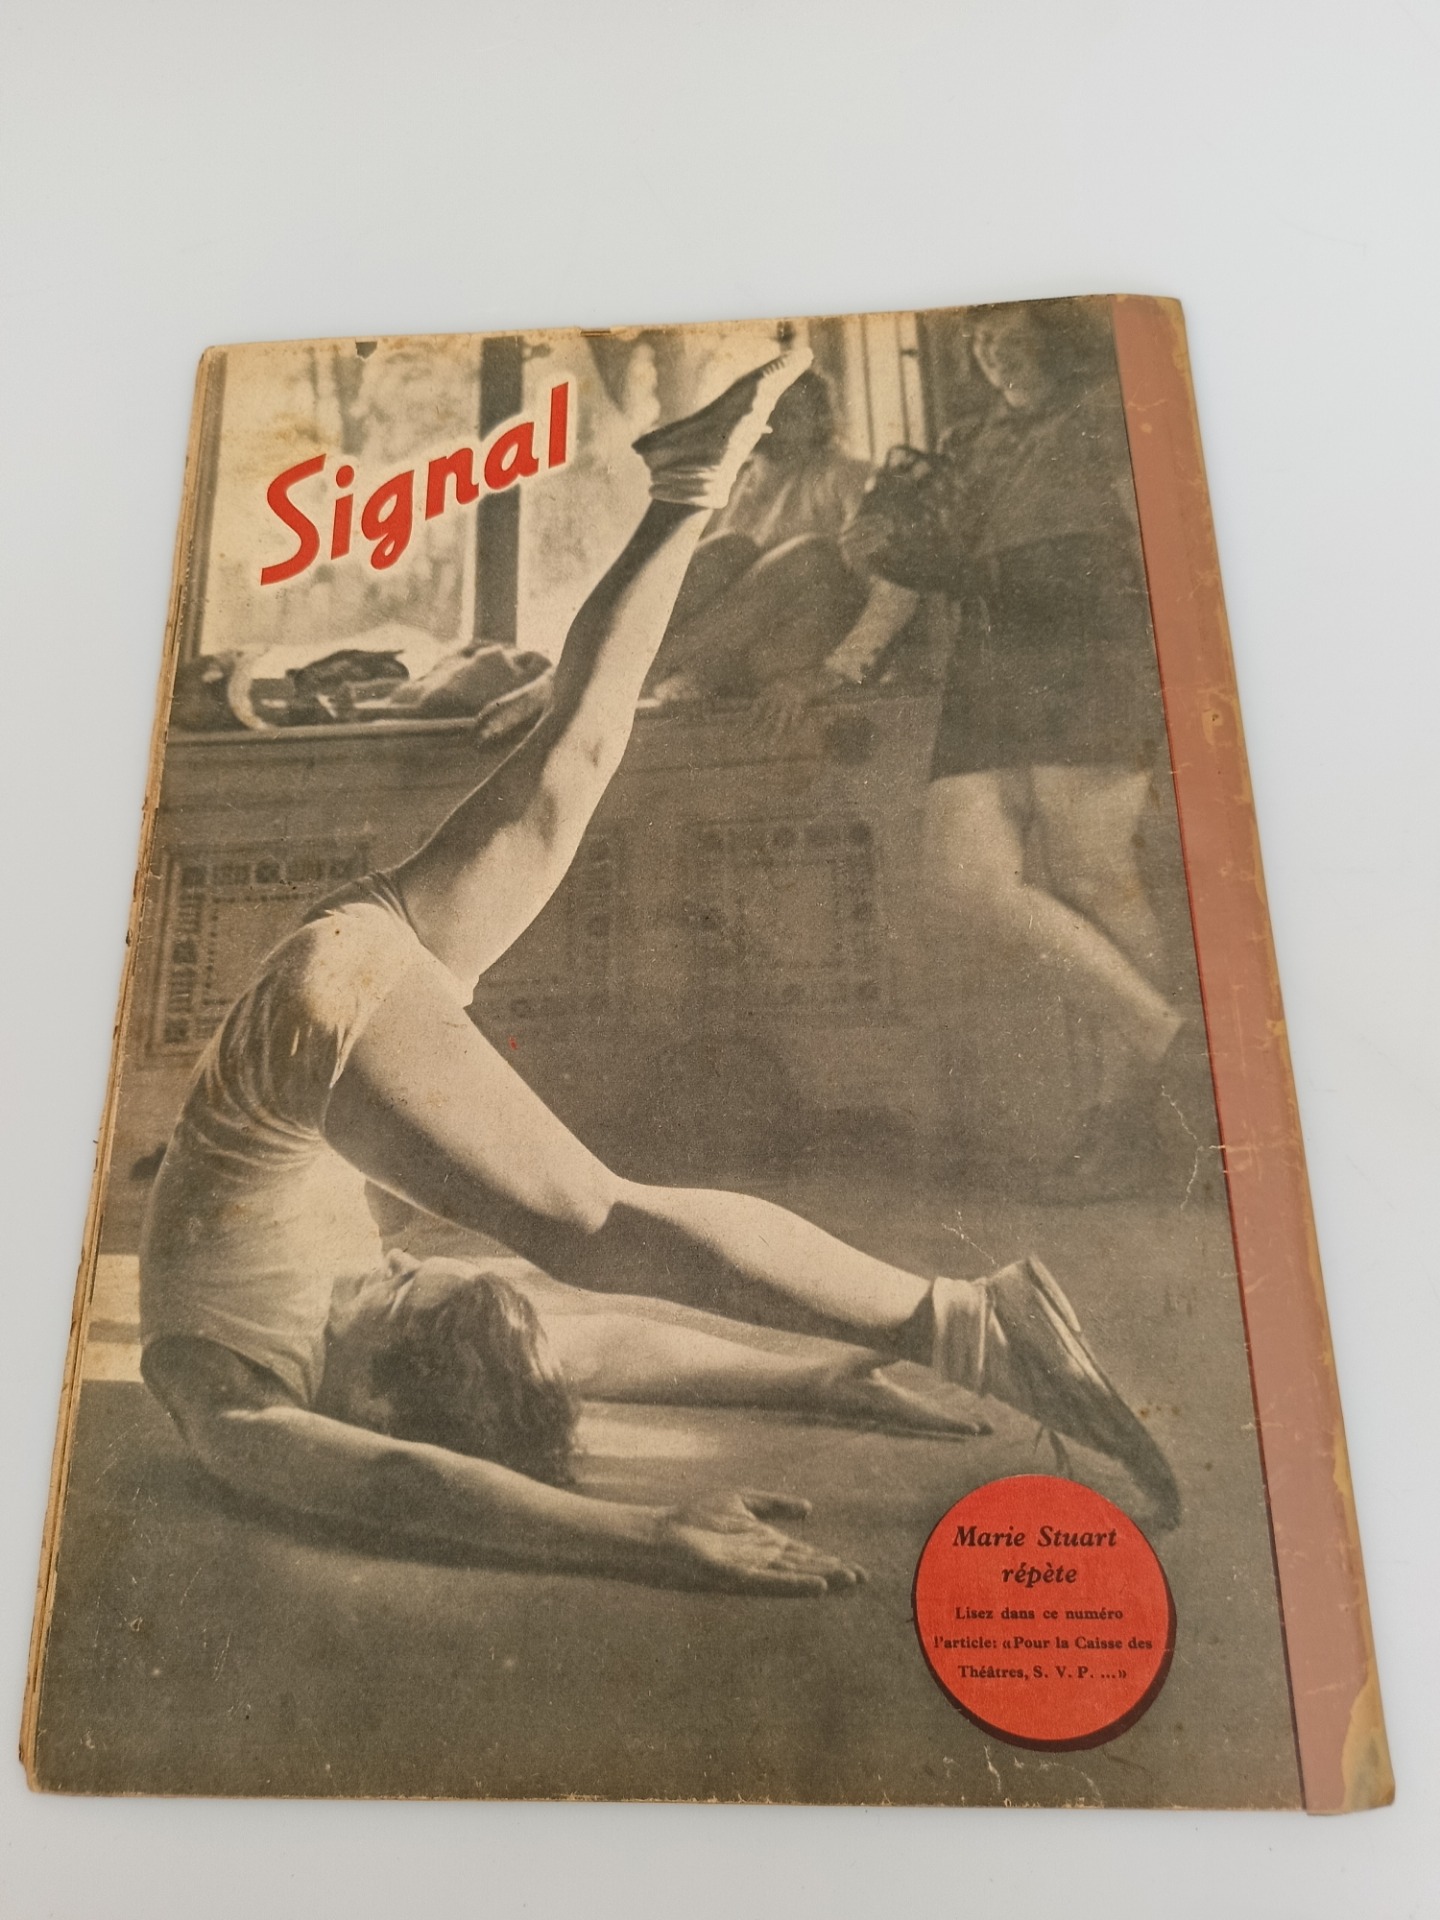 Signal
Marie Stuart
répète
Lisez dans ce numéro
l'article: «Pour la Caisse des
Théâtres, S. V. P. ...»